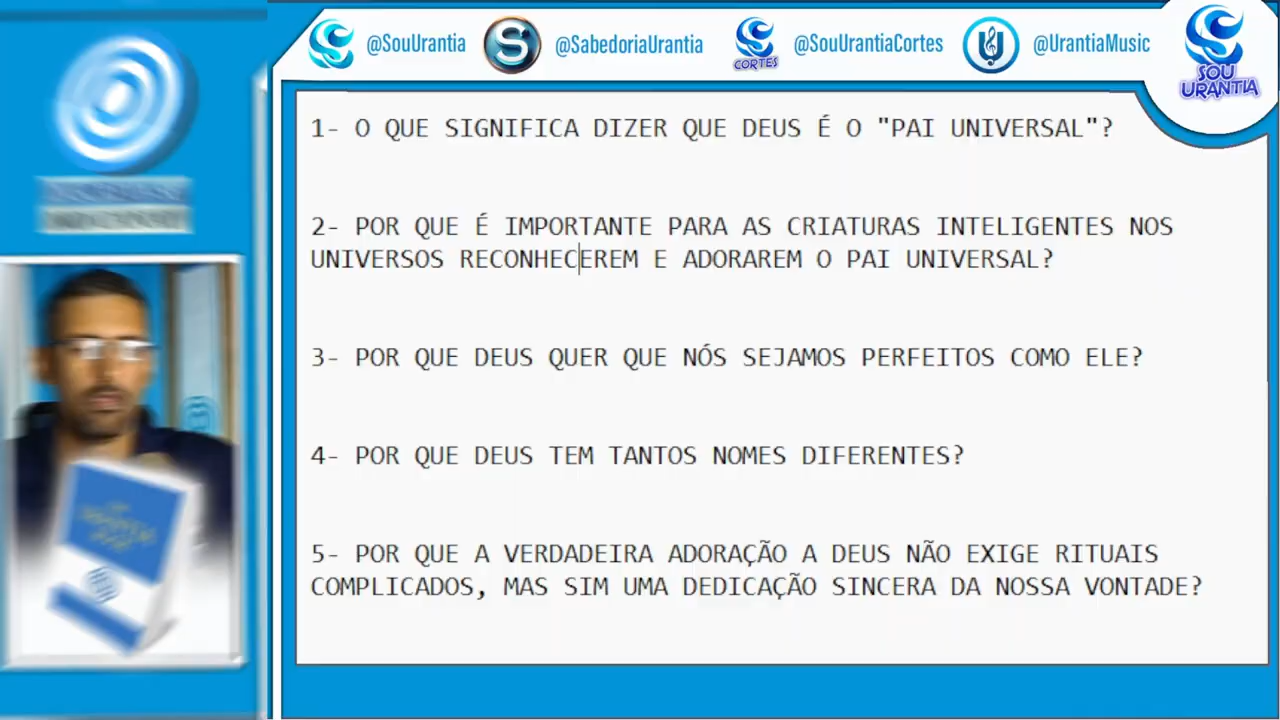 @SouUrantia
@SabedoriaUrantia
CORTES
@SouUrantiaCortes
@UrantiaMusic
SOU
URANTIA
1- O QUE SIGNIFICA DIZER QUE DEUS É O "PAI UNIVERSAL"?
2- POR QUE É IMPORTANTE PARA AS CRIATURAS INTELIGENTES NOS
UNIVERSOS RECONHECEREM E ADORAREM O PAI UNIVERSAL?
3- POR QUE DEUS QUER QUE NÓS SEJAMOS PERFEITOS COMO ELE?
4- POR QUE DEUS TEM TANTOS NOMES DIFERENTES?
5- POR QUE A VERDADEIRA ADORAÇÃO A DEUS NÃO EXIGE RITUAIS
COMPLICADOS, MAS SIM UMA DEDICAÇÃO SINCERA DA NOSSA VONTADE?